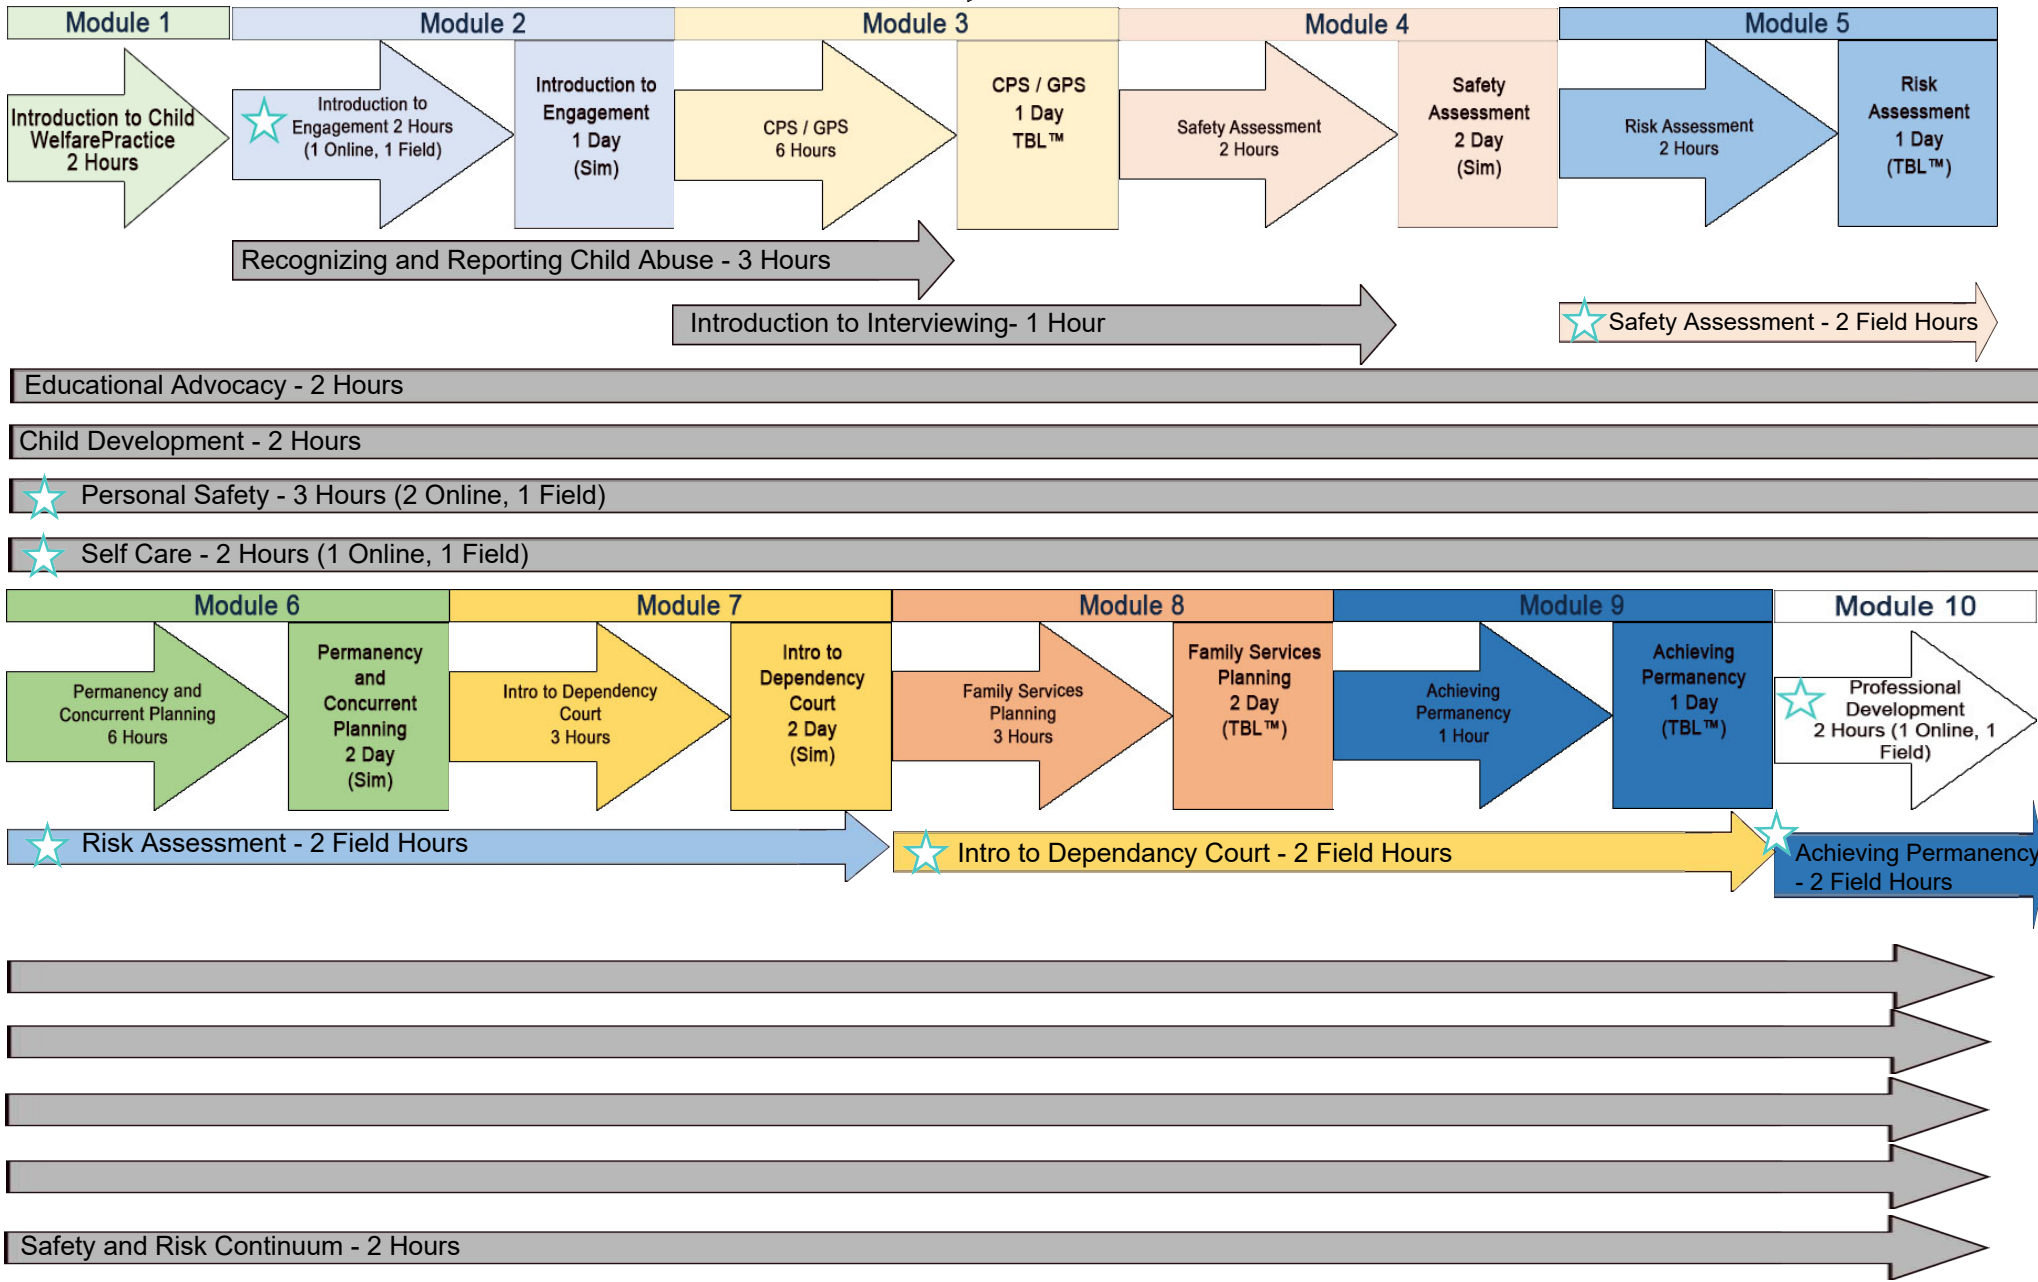 Module 1
Module 2
Module 3
Module 4
Module 5
Introduction to Child
WelfarePractice
2 Hours
Introduction to
Engagement 2 Hours
(1 Online, 1 Field)
Introduction to
Engagement
1 Day
(Sim)
CPS / GPS
6 Hours
CPS / GPS
1 Day
TBL™
Safety Assessment
2 Hours
Safety
Assessment
2 Day
(Sim)
Risk Assessment
2 Hours
Risk
Assessment
1 Day
(TBL™)
Recognizing and Reporting Child Abuse - 3 Hours
Introduction to Interviewing- 1 Hour
Safety Assessment - 2 Field Hours
Educational Advocacy - 2 Hours
Child Development - 2 Hours
Personal Safety - 3 Hours (2 Online, 1 Field)
Self Care - 2 Hours (1 Online, 1 Field)
Module 6
Module 7
Module 8
Module 9
Module 10
Permanency and
Concurrent Planning
6 Hours
Permanency
and
Concurrent
Planning
2 Day
(Sim)
Intro to Dependency
Court
3 Hours
Intro to
Dependency
Court
2 Day
(Sim)
Family Services
Planning
3 Hours
Family Services
Planning
2 Day
(TBL™)
Achieving
Permanency
1 Hour
Achieving
Permanency
1 Day
(TBL™)
Professional
Development
2 Hours (1 Online, 1
Field)
Risk Assessment - 2 Field Hours
Intro to Dependancy Court - 2 Field Hours
Achieving Permanency
- 2 Field Hours
Safety and Risk Continuum - 2 Hours